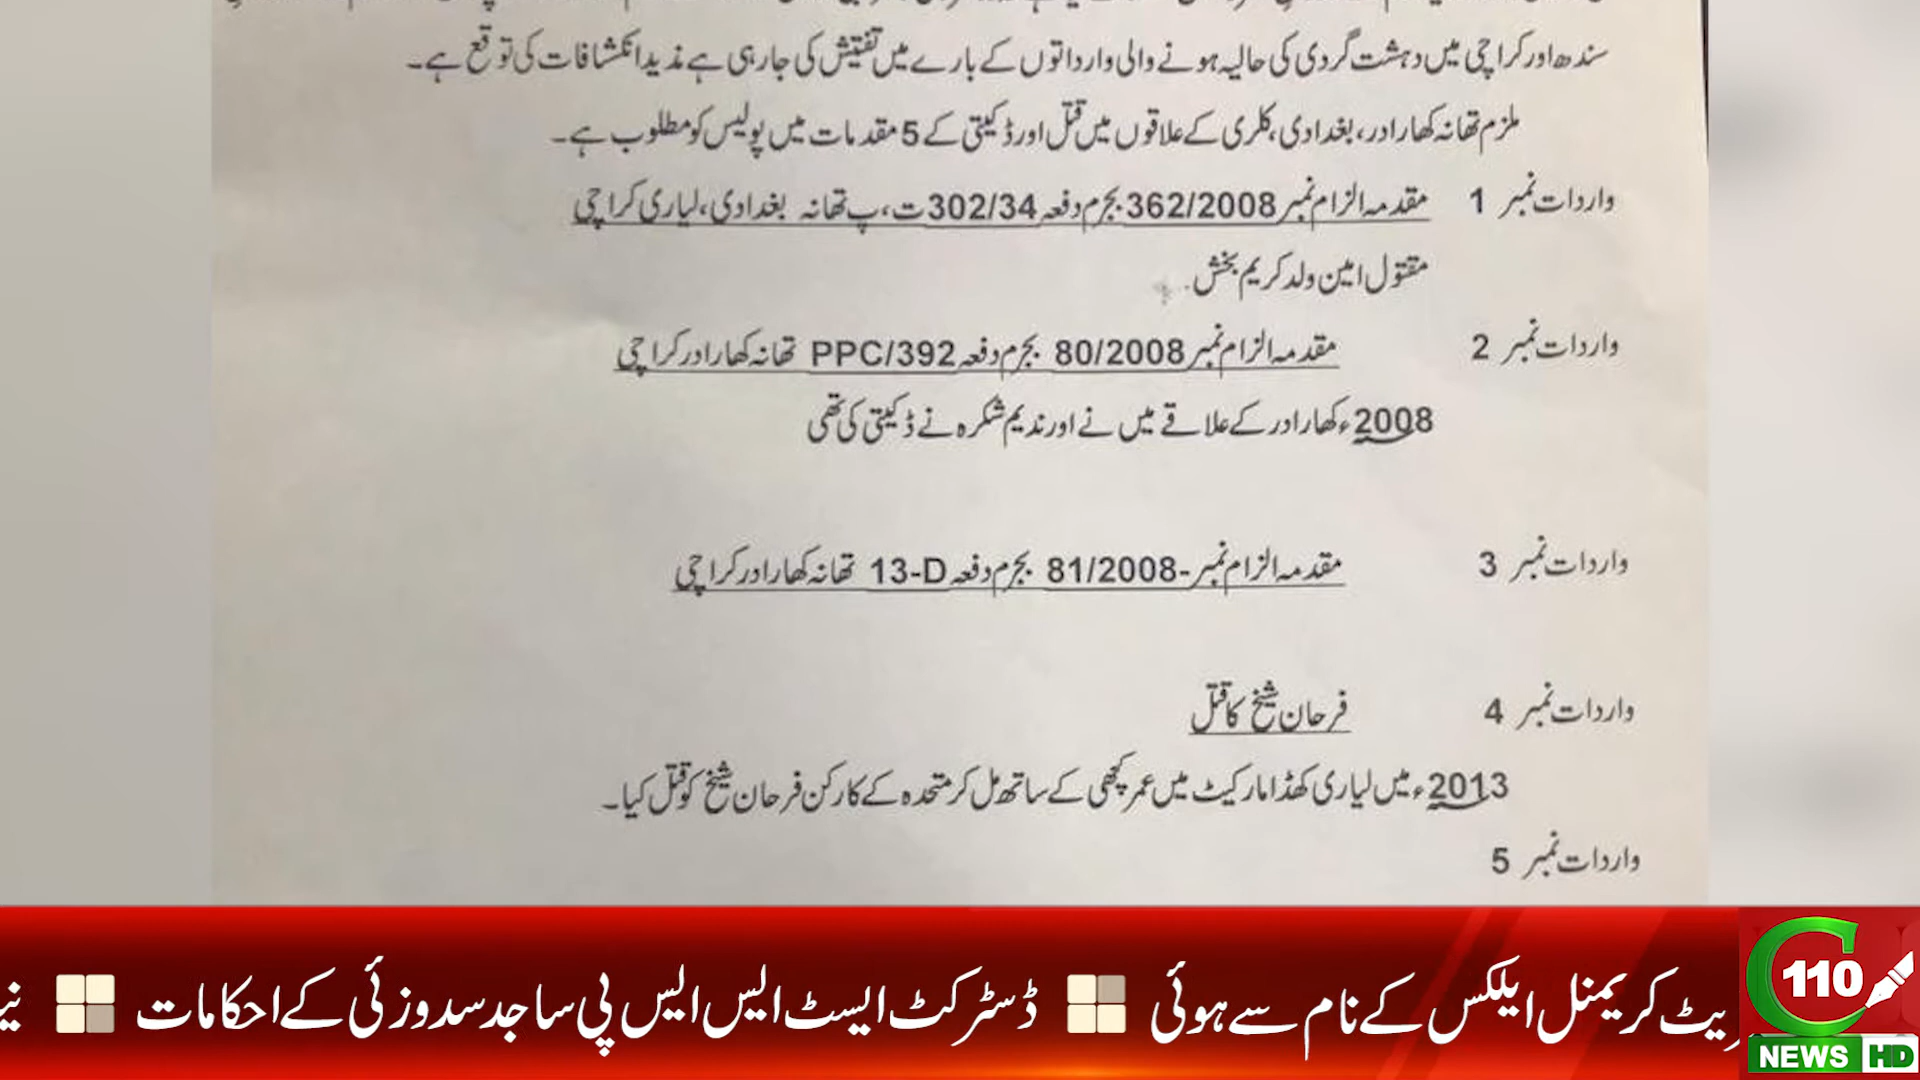 سندھ اور کراچی میں دہشت گردی کی حالیہ ہونے والی وارداتوں کے بارے میں تفتیش کی جارہی ہے مذید انکشافات کی توقع ہے۔
ملزم تھانہ کھارادر، بغدادی، کلری کے علاقوں میں قتل اور ڈکیتی کے 5 مقدمات میں پولیس کو مطلوب ہے۔
واردات نمبر 1 مقدمہ الزام نمبر 362/2008 بجرم دفعہ 302/34 ت، پ تھانہ بغدادی، لیاری کراچی
مقتول امین ولد کریم بخش۔
واردات نمبر 2 مقدمہ الزام نمبر 80/2008 بجرم دفعہ PPC/392 تھانہ کھارادر کراچی
2008ء کھارادر کے علاقے میں نے اور ندیم شکرہ نے ڈکیتی کی تھی
واردات نمبر 3 مقدمہ الزام نمبر-81/2008 بجرم دفعہ 13-D تھانہ کھارادر کراچی
واردات نمبر 4 فرحان شیخ کا قتل
2013ء میں لیاری کھڈا مارکیٹ میں عمر کچھی کے ساتھ مل کر متحدہ کے کارکن فرحان شیخ کو قتل کیا۔
واردات نمبر 5
یٹ کریمنل ایلکس کے نام سے ہوئی ڈسٹرکٹ ایسٹ ایس ایس پی ساجد سدوزئی کے احکامات
C 110
NEWS HD